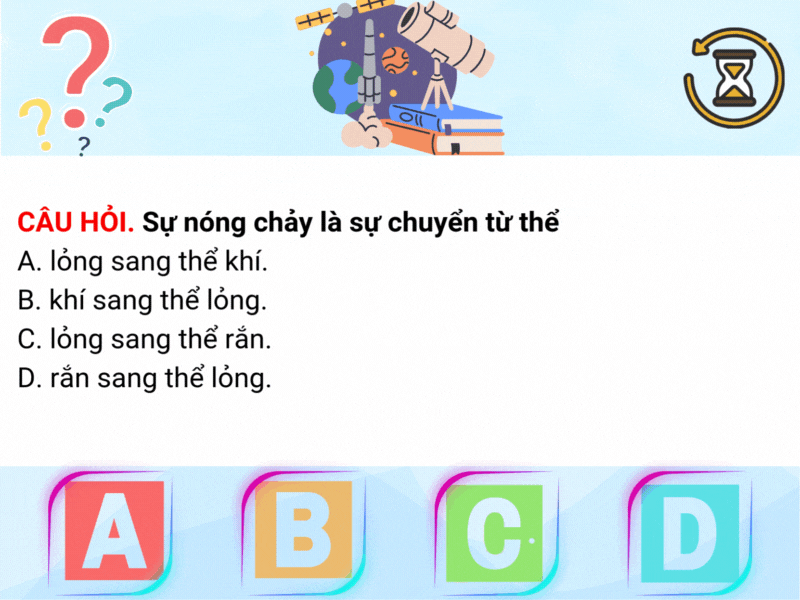 CÂU HỎI. Sự nóng chảy là sự chuyển từ thể
A. lỏng sang thể khí.
B. khí sang thể lỏng.
C. lỏng sang thể rắn.
D. rắn sang thể lỏng.
A B C D